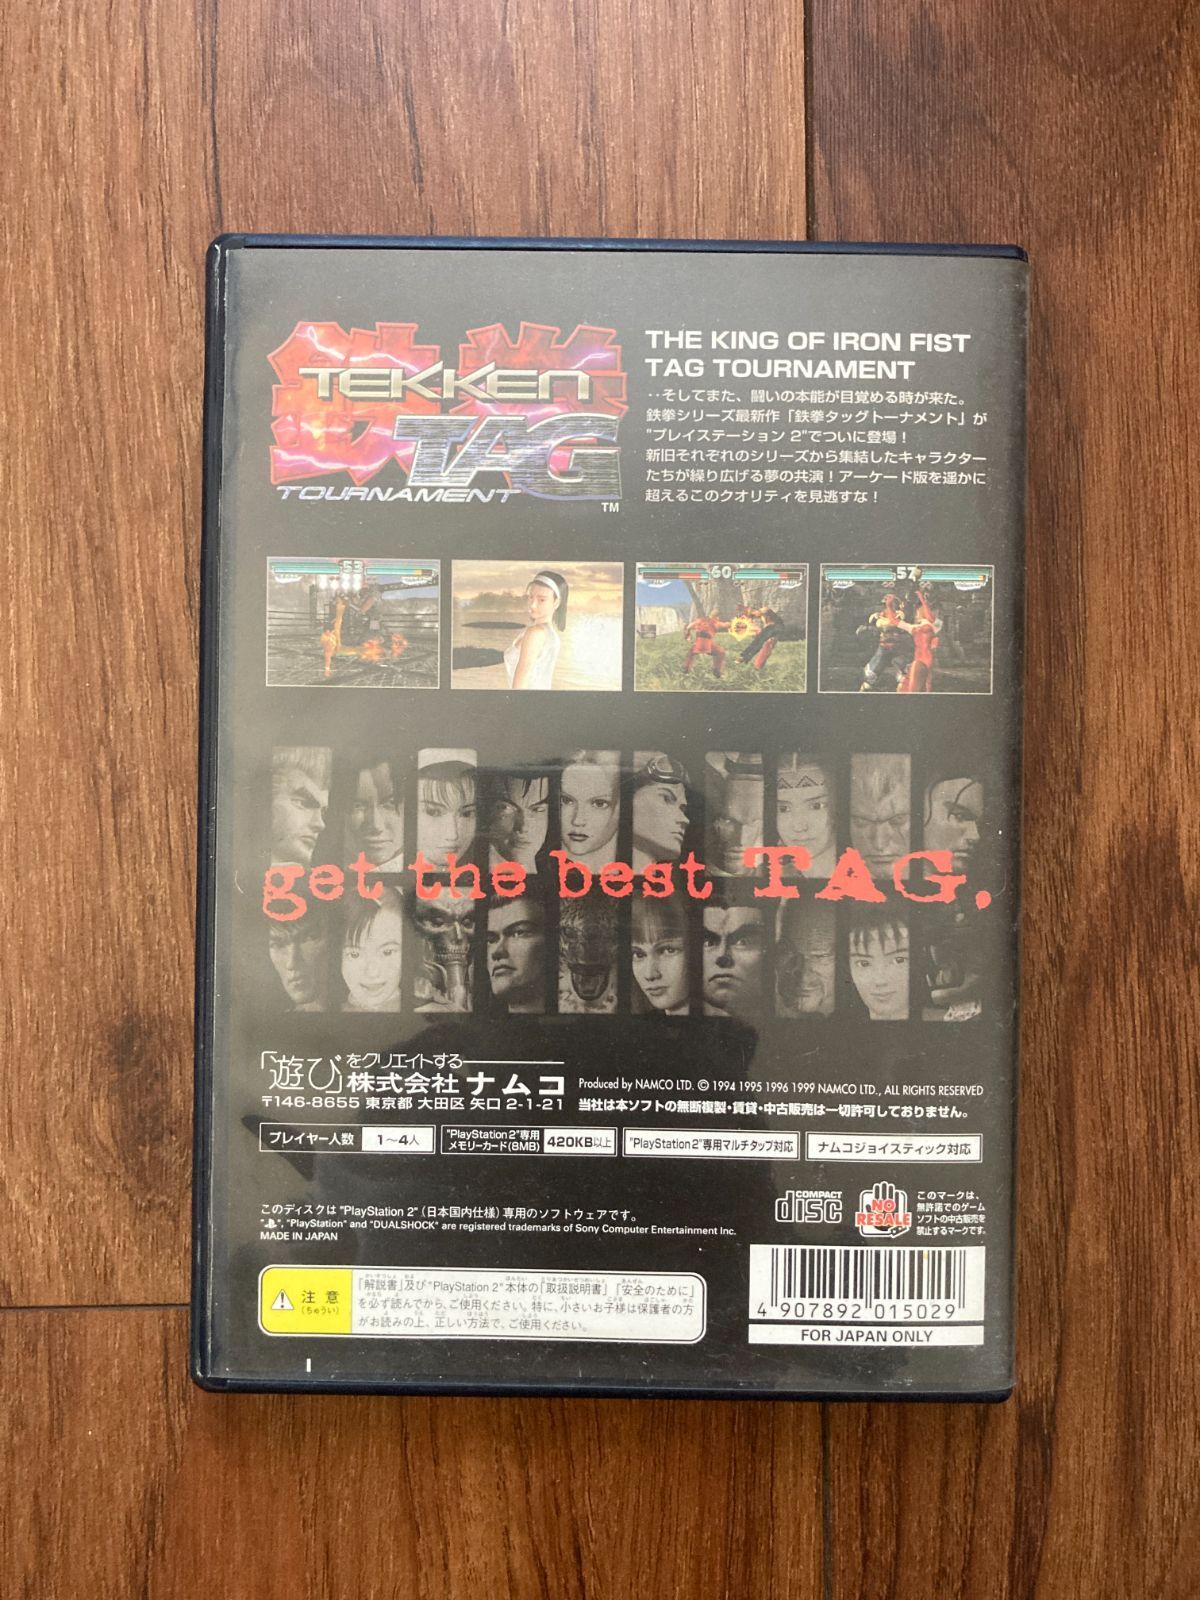 鉄拳
TEKKEN
TAG
TOURNAMENT
TM
THE KING OF IRON FIST
TAG TOURNAMENT
‥そしてまた、闘いの本能が目覚める時が来た。
鉄拳シリーズ最新作「鉄拳タッグトーナメント」が
"プレイステーション 2"でついに登場！
新旧それぞれのシリーズから集結したキャラクター
たちが繰り広げる夢の共演！アーケード版を遥かに
超えるこのクオリティを見逃すな！
53
60
57
get the best TAG.
「遊び」をクリエイトする
株式会社 ナムコ
〒146-8655 東京都 大田区 矢口 2-1-21
Produced by NAMCO LTD. © 1994 1995 1996 1999 NAMCO LTD., ALL RIGHTS RESERVED
当社は本ソフトの無断複製・賃貸・中古販売は一切許可しておりません。
プレイヤー人数 1～4人
"PlayStation 2"専用
メモリーカード(8MB) 420KB以上
"PlayStation 2"専用マルチタップ対応
ナムコジョイスティック対応
このディスクは "PlayStation 2"（日本国内仕様）専用のソフトウェアです。
"PlayStation" and "DUALSHOCK" are registered trademarks of Sony Computer Entertainment Inc.
MADE IN JAPAN
COMPACT
disc
NO
RESALE
このマークは、
無許諾でのゲーム
ソフトの中古販売を
禁止するマークです。
注意
(ちゅうい)
「解説書」及び"PlayStation 2"本体の「取扱説明書」「安全のために」
を必ず読んでから、ご使用ください。特に、小さいお子様は保護者の方
がお読みの上、正しい方法で、ご使用ください。
4 907892 015029
FOR JAPAN ONLY